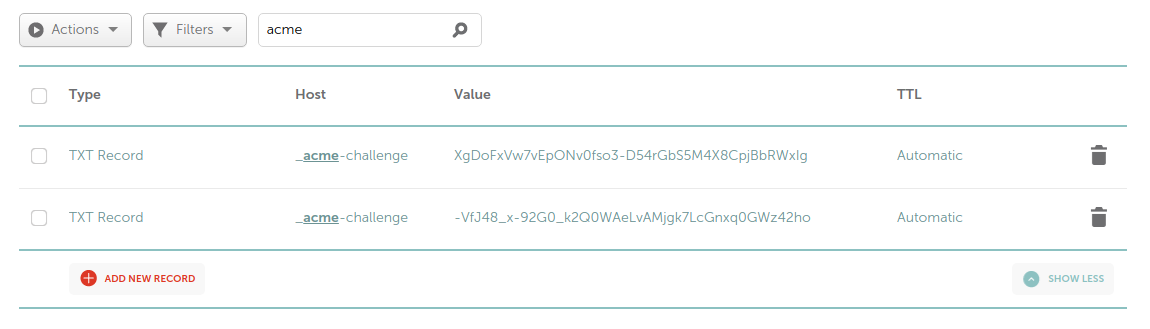 Actions Filters acme
Type Host Value TTL
TXT Record _acme-challenge XgDoFxVw7vEpONv0fso3-D54rGbS5M4X8CpjBbRWxIg Automatic
TXT Record _acme-challenge -VfJ48_x-92G0_k2Q0WAeLvAMjgk7LcGnxq0GWz42ho Automatic
ADD NEW RECORD SHOW LESS